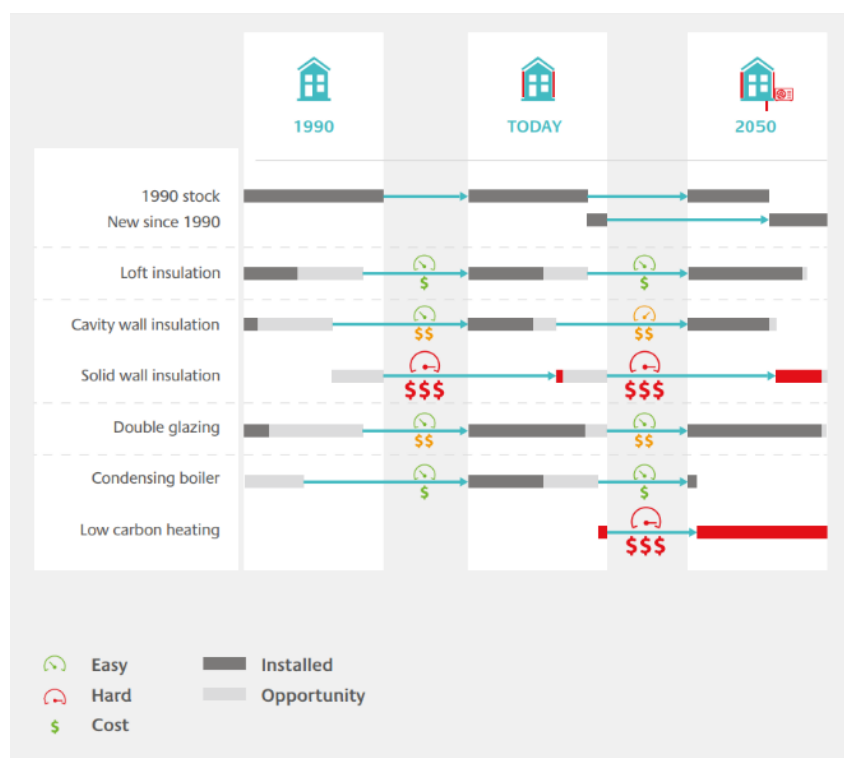 1990 TODAY 2050
1990 stock
New since 1990
Loft insulation
$ $
Cavity wall insulation
$$ $$
Solid wall insulation
$$$ $$$
Double glazing
$$ $$
Condensing boiler
$ $
Low carbon heating
$$$
Easy Installed
Hard Opportunity
$ Cost